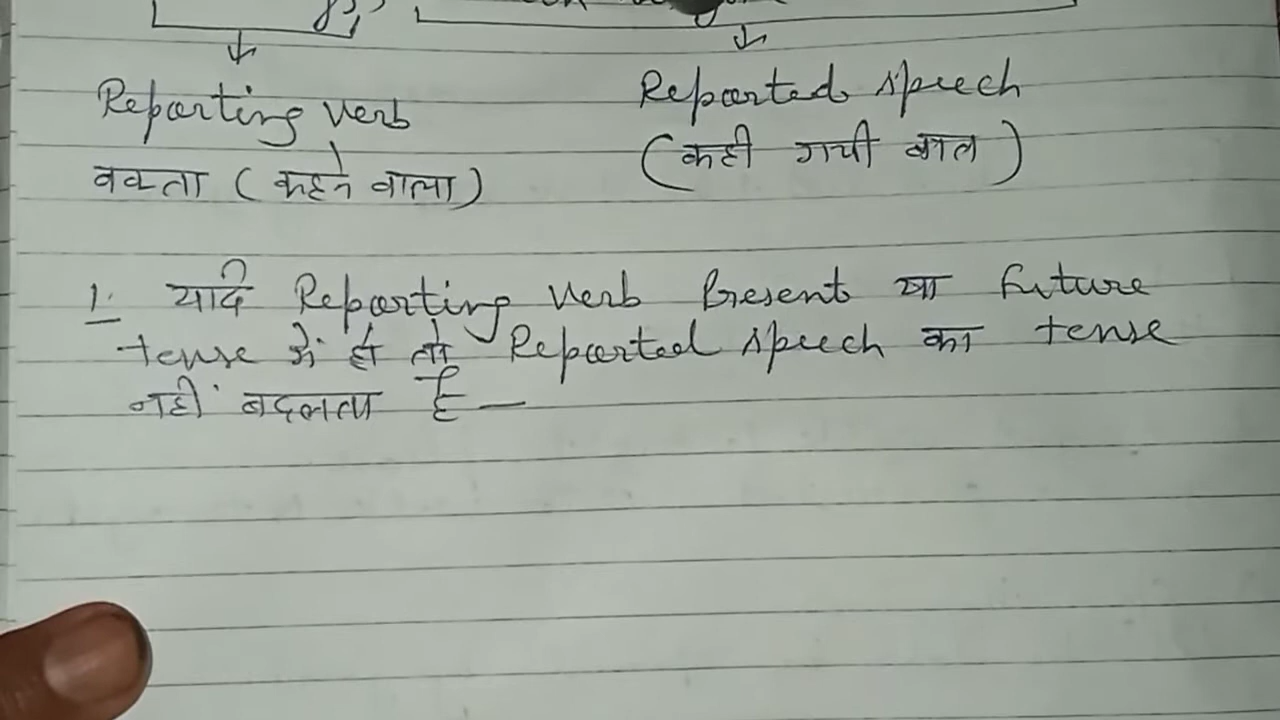 Reporting verb
Reported speech
वक्ता (कहने वाला)
(कही गयी बात)
1. यदि Reporting verb Present या future
tense में हो तो Reported speech का tense
नहीं बदलता है —